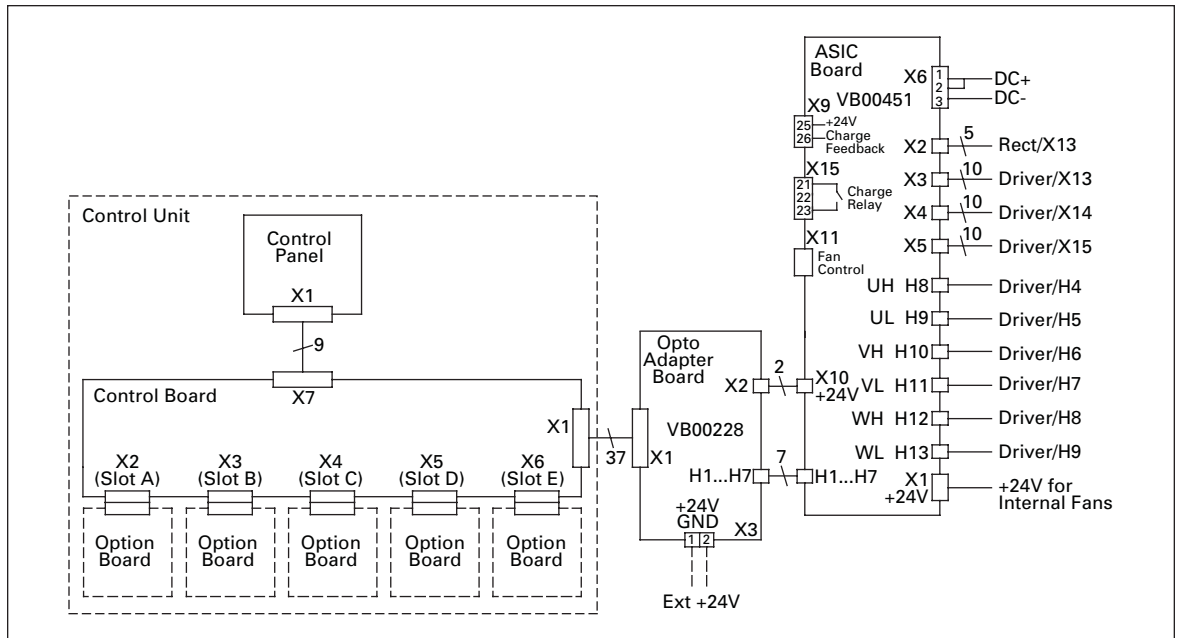 Control Unit
Control
Panel
X1
9
X7
Control Board
X1
37
X2
(Slot A)
X3
(Slot B)
X4
(Slot C)
X5
(Slot D)
X6
(Slot E)
Option
Board
Option
Board
Option
Board
Option
Board
Option
Board
Opto
Adapter
Board
X2
VB00228
X1
H1...H7
+24V
GND
X3
1 2
Ext +24V
2
7
ASIC
Board
VB00451
X6
1
2
3
DC+
DC-
X9
25
26
+24V
Charge
Feedback
X15
21
22
23
Charge
Relay
X11
Fan
Control
X10
+24V
H1...H7
X2
5
Rect/X13
X3
10
Driver/X13
X4
10
Driver/X14
X5
10
Driver/X15
UH H8
Driver/H4
UL H9
Driver/H5
VH H10
Driver/H6
VL H11
Driver/H7
WH H12
Driver/H8
WL H13
Driver/H9
X1
+24V
+24V for
Internal Fans